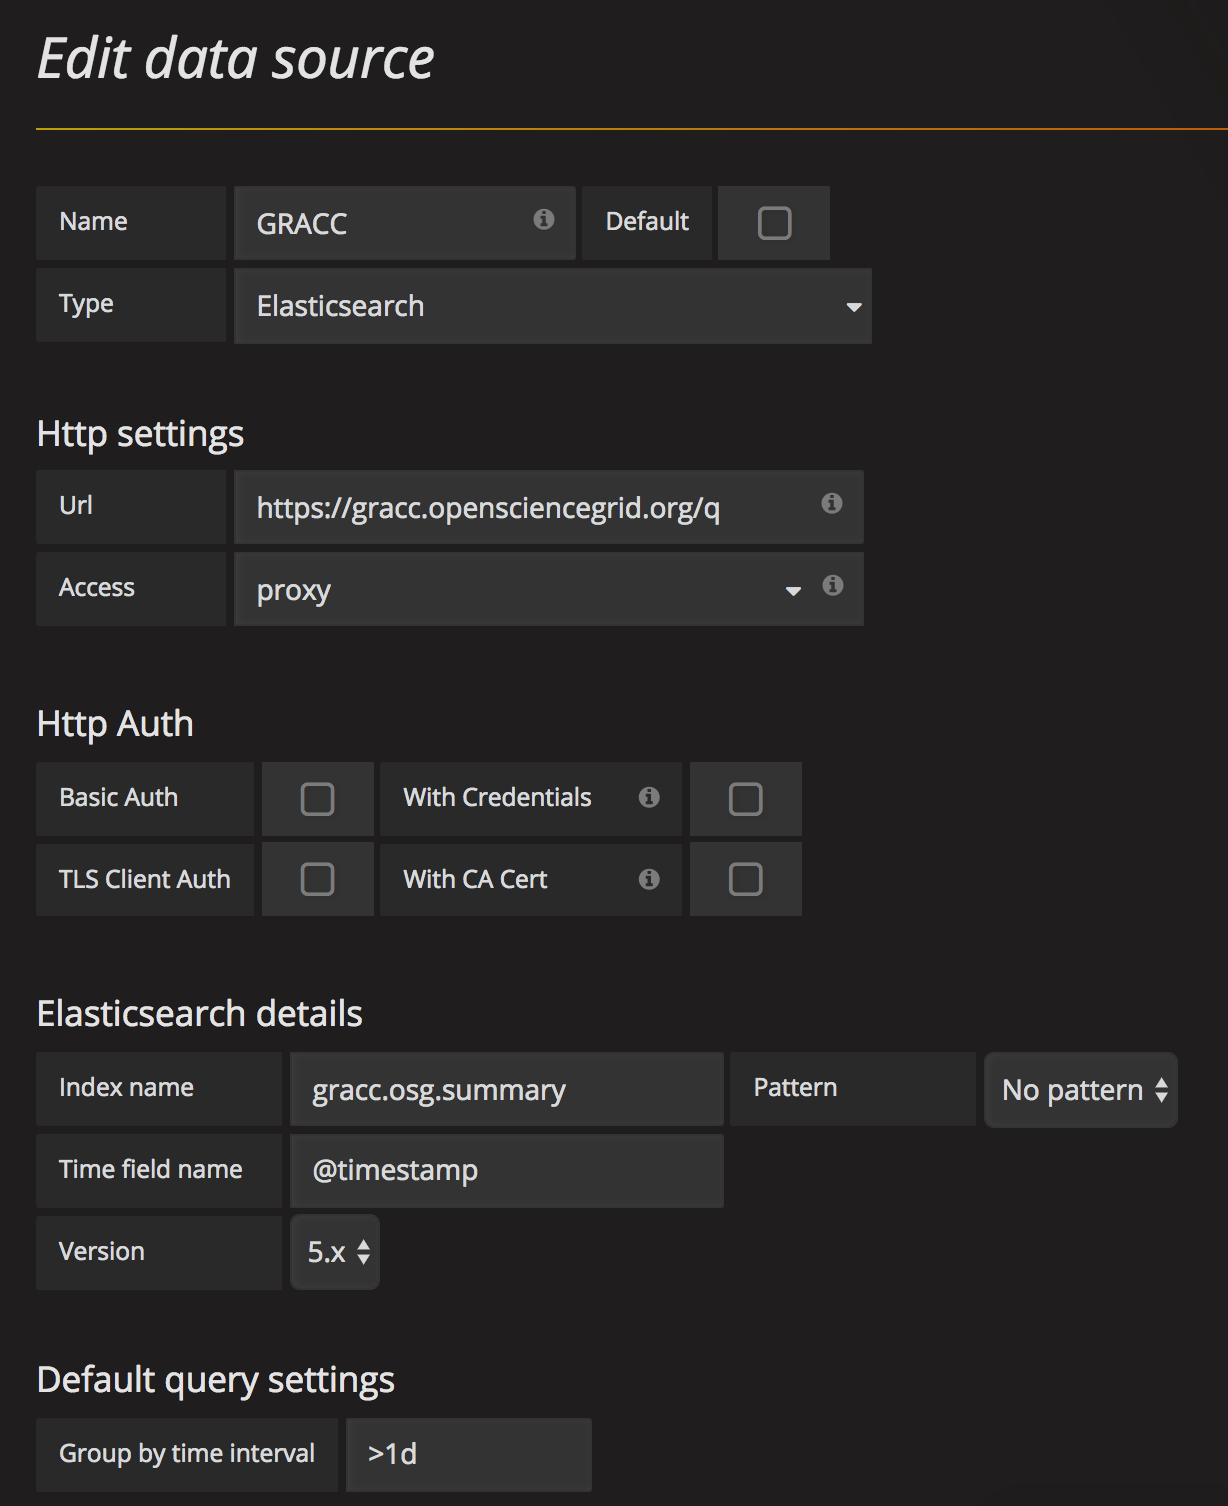 Edit data source
Name GRACC Default
Type Elasticsearch
Http settings
Url https://gracc.opensciencegrid.org/q
Access proxy
Http Auth
Basic Auth With Credentials
TLS Client Auth With CA Cert
Elasticsearch details
Index name gracc.osg.summary Pattern No pattern
Time field name @timestamp
Version 5.x
Default query settings
Group by time interval >1d